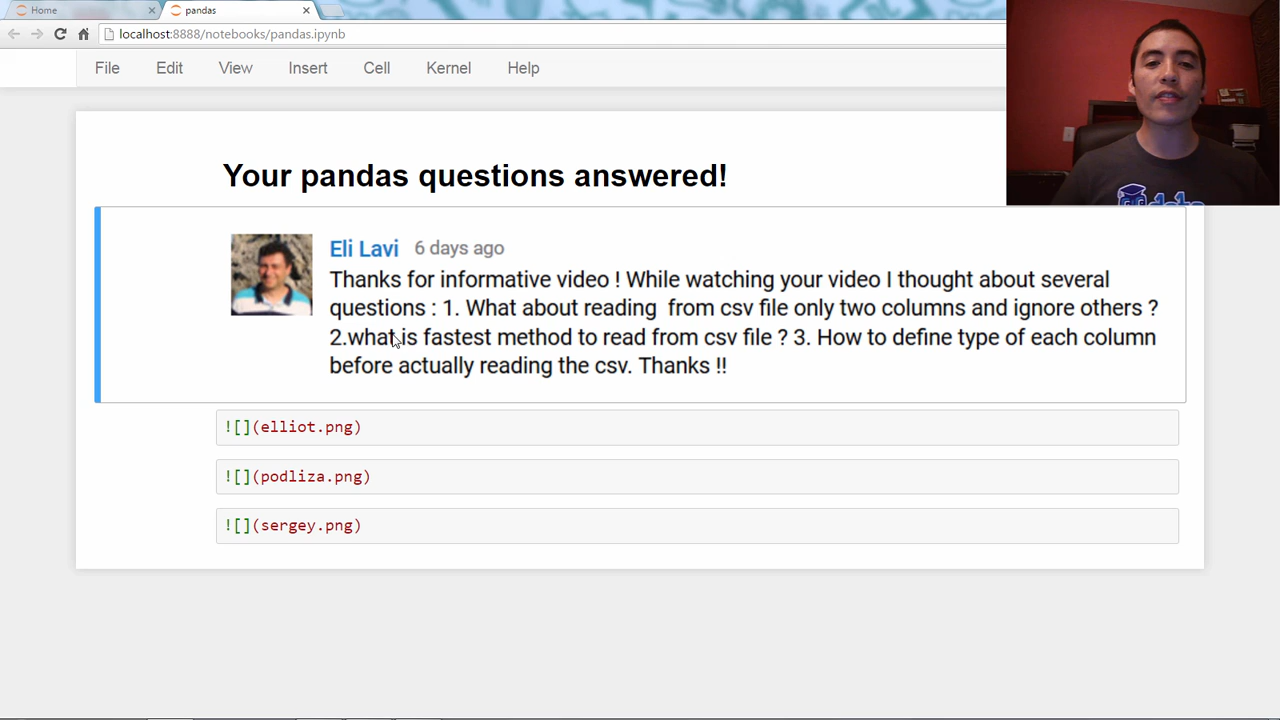 Home
pandas
localhost:8888/notebooks/pandas.ipynb
File Edit View Insert Cell Kernel Help
Your pandas questions answered!
Eli Lavi 6 days ago
Thanks for informative video ! While watching your video I thought about several
questions : 1. What about reading from csv file only two columns and ignore others ?
2.what is fastest method to read from csv file ? 3. How to define type of each column
before actually reading the csv. Thanks !!
![](elliot.png)
![](podliza.png)
![](sergey.png)